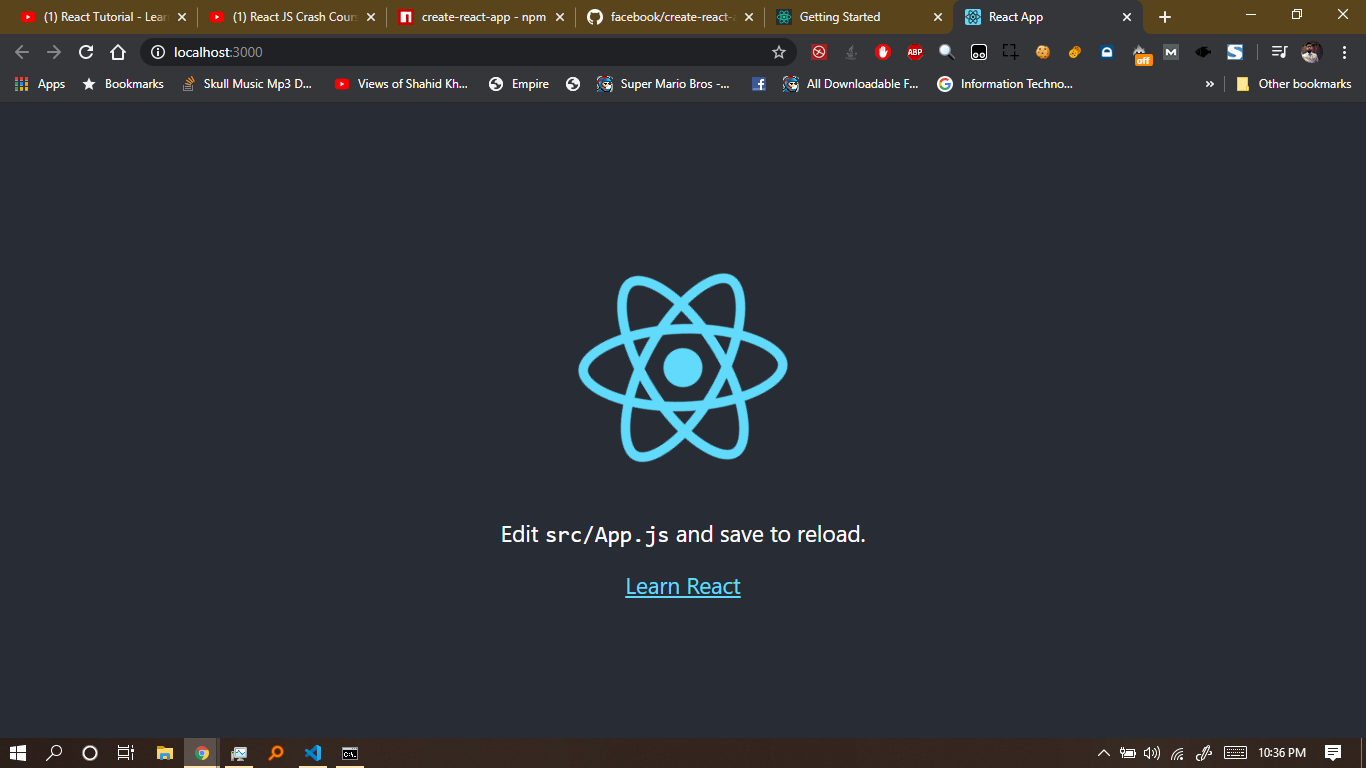 (1) React Tutorial - Lear
(1) React JS Crash Cours
create-react-app - npm
facebook/create-react-a
Getting Started
React App
localhost:3000
ABP
off
M
S
Apps
Bookmarks
Skull Music Mp3 D...
Views of Shahid Kh...
Empire
Super Mario Bros -...
All Downloadable F...
Information Techno...
»
Other bookmarks
Edit src/App.js and save to reload.
Learn React
10:36 PM